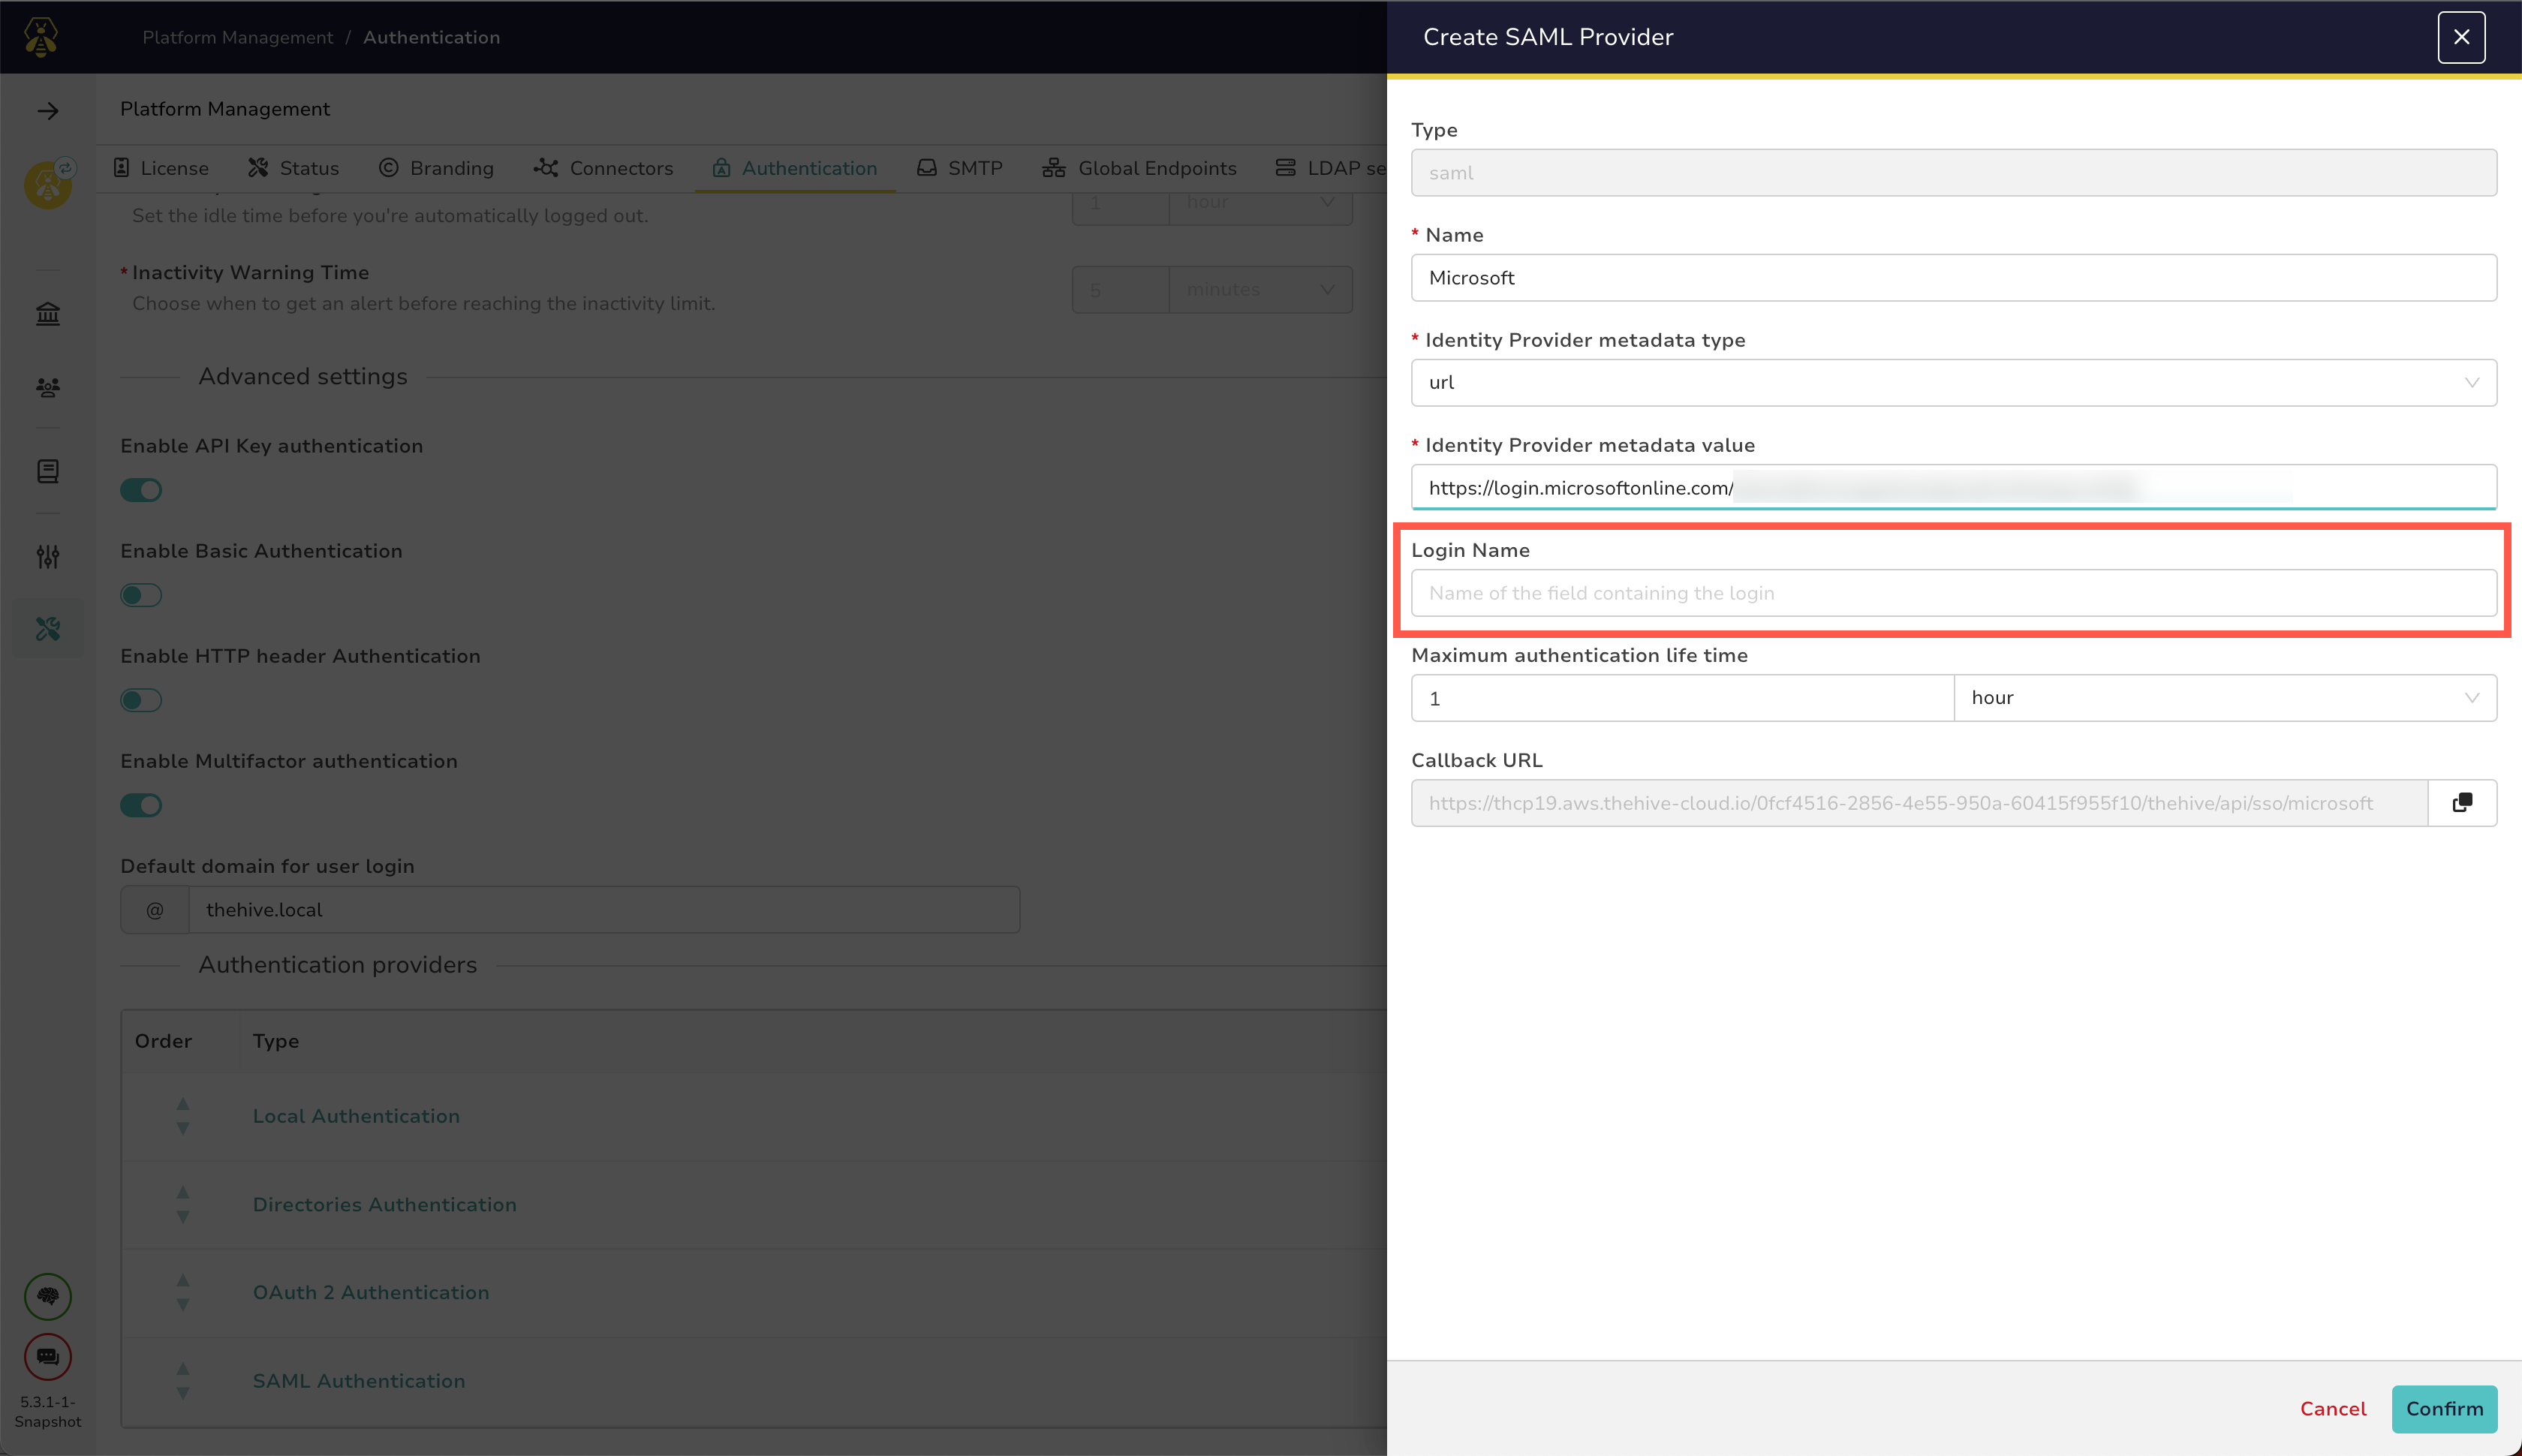 Platform Management / Authentication
Platform Management
License Status Branding Connectors Authentication SMTP Global Endpoints LDAP se
Set the idle time before you're automatically logged out.
1 hour
* Inactivity Warning Time
Choose when to get an alert before reaching the inactivity limit.
5 minutes
Advanced settings
Enable API Key authentication
Enable Basic Authentication
Enable HTTP header Authentication
Enable Multifactor authentication
Default domain for user login
@ thehive.local
Authentication providers
Order Type
Local Authentication
Directories Authentication
OAuth 2 Authentication
SAML Authentication
5.3.1-1-
Snapshot
Create SAML Provider
Type
saml
* Name
Microsoft
* Identity Provider metadata type
url
* Identity Provider metadata value
https://login.microsoftonline.com/
Login Name
Name of the field containing the login
Maximum authentication life time
1 hour
Callback URL
https://thcp19.aws.thehive-cloud.io/0fcf4516-2856-4e55-950a-60415f955f10/thehive/api/sso/microsoft
Cancel Confirm